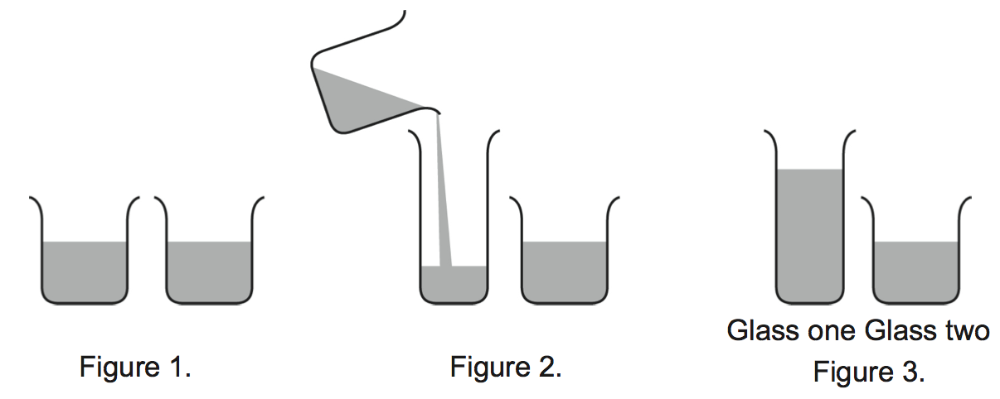 Figure 1.
Figure 2.
Glass one Glass two
Figure 3.